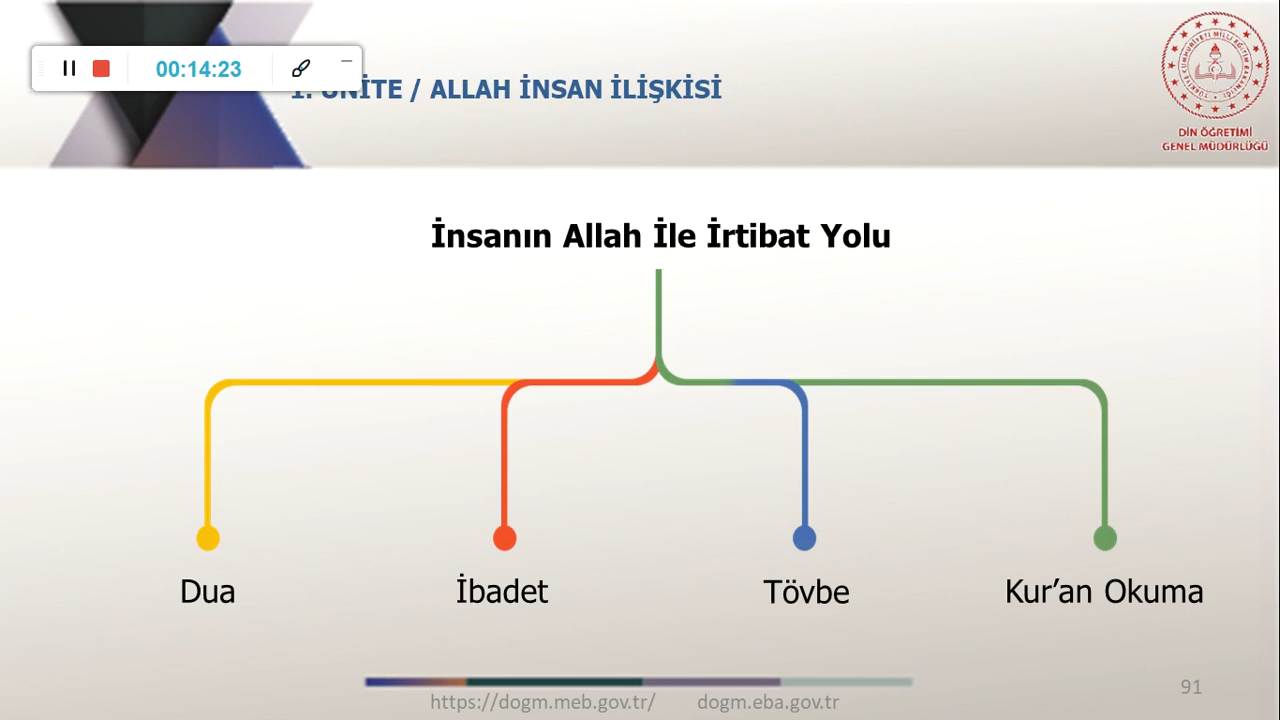 00:14:23
1. ÜNİTE / ALLAH İNSAN İLİŞKİSİ
DİN ÖĞRETİMİ
GENEL MÜDÜRLÜĞÜ
İnsanın Allah İle İrtibat Yolu
Dua
İbadet
Tövbe
Kur’an Okuma
https://dogm.meb.gov.tr/ dogm.eba.gov.tr
91